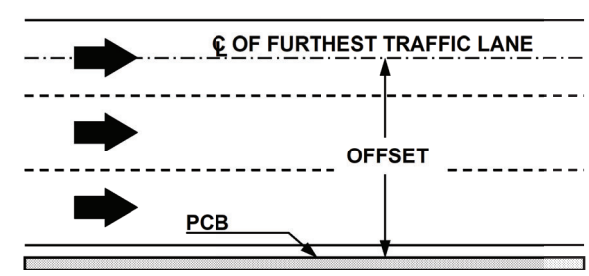 ℄ OF FURTHEST TRAFFIC LANE
OFFSET
PCB